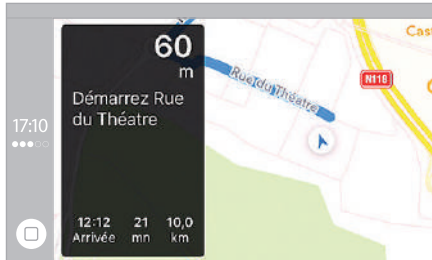 60
m
Démarrez Rue
du Théatre
17:10
12:12 21 10,0
Arrivée mn km
Rue du Théatre
N118
Cast